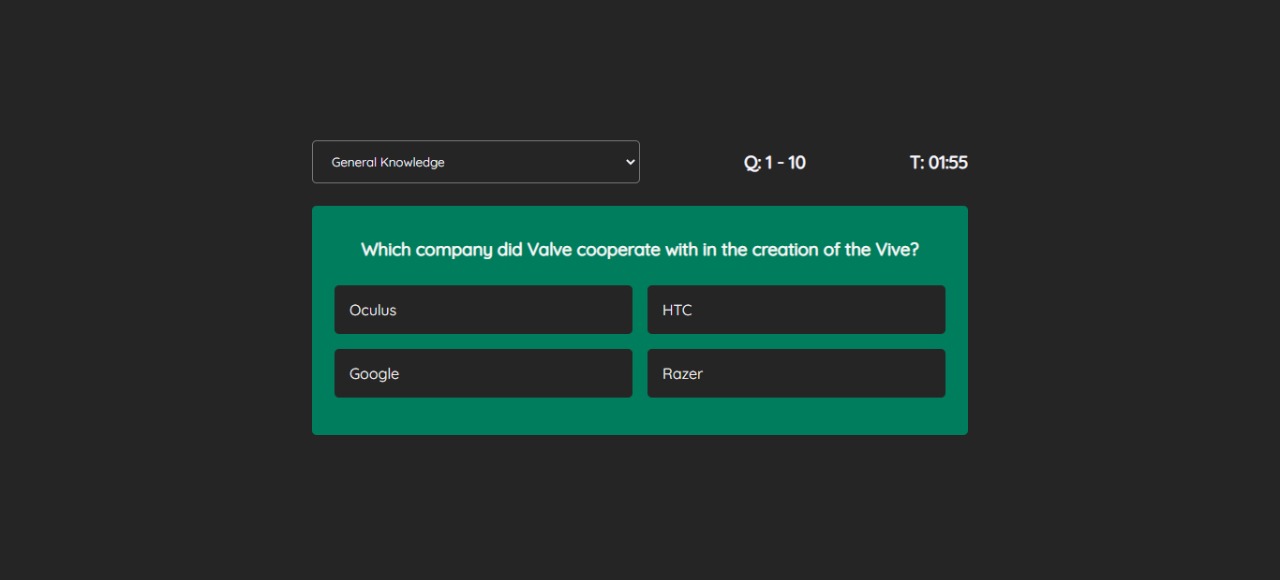 General Knowledge
Q: 1 - 10
T: 01:55
Which company did Valve cooperate with in the creation of the Vive?
Oculus
HTC
Google
Razer